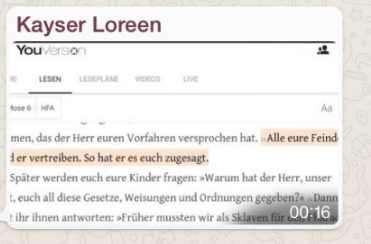 Kayser Loreen
YouVersion
LESEN LESEPLÄNE VIDEOS LIVE
Mose 6 HFA Aa
men, das der Herr euren Vorfahren versprochen hat. Alle eure Feinde
er vertreiben. So hat er es euch zugesagt.
Später werden euch eure Kinder fragen: »Warum hat der Herr, unser
t, euch all diese Gesetze, Weisungen und Ordnungen gegeben?« Dann
t ihr ihnen antworten: »Früher mussten wir als Sklaven für den
00:16